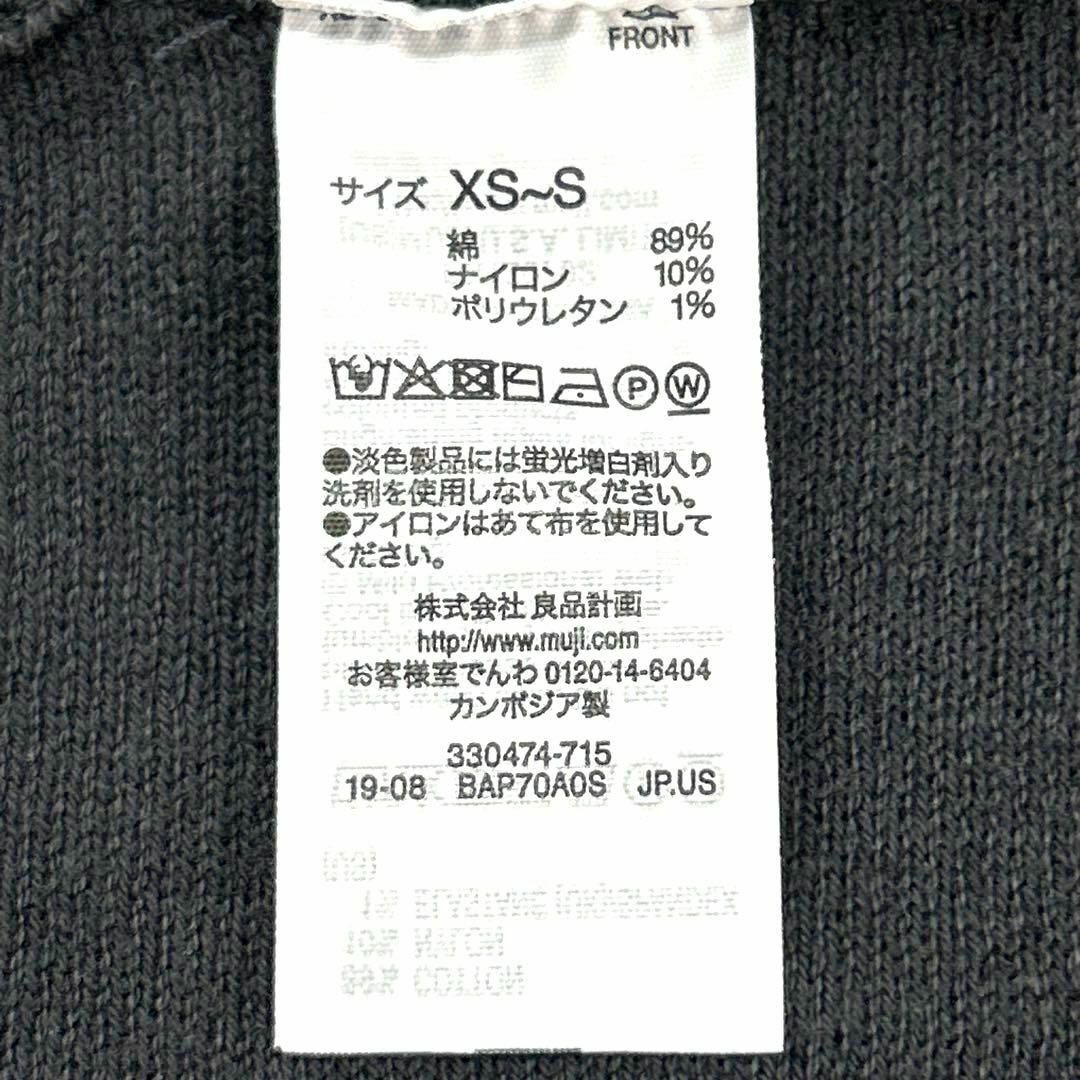 FRONT
サイズ XS~S
綿 89%
ナイロン 10%
ポリウレタン 1%
P W
●淡色製品には蛍光増白剤入り
洗剤を使用しないでください。
●アイロンはあて布を使用して
ください。
株式会社 良品計画
http://www.muji.com
お客様室でんわ 0120-14-6404
カンボジア製
330474-715
19-08 BAP70A0S JP.US